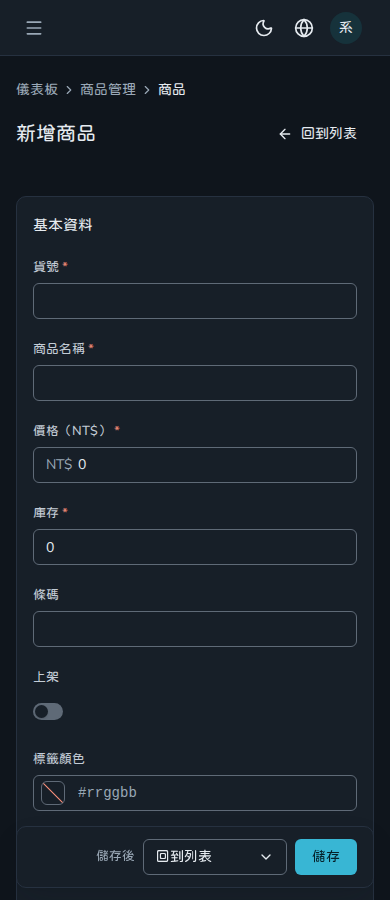 系
儀表板 > 商品管理 > 商品
新增商品
← 回到列表
基本資料
貨號 *
商品名稱 *
價格（NT$） *
NT$ 0
庫存 *
0
條碼
上架
標籤顏色
#rrggbb
儲存後 回到列表 儲存